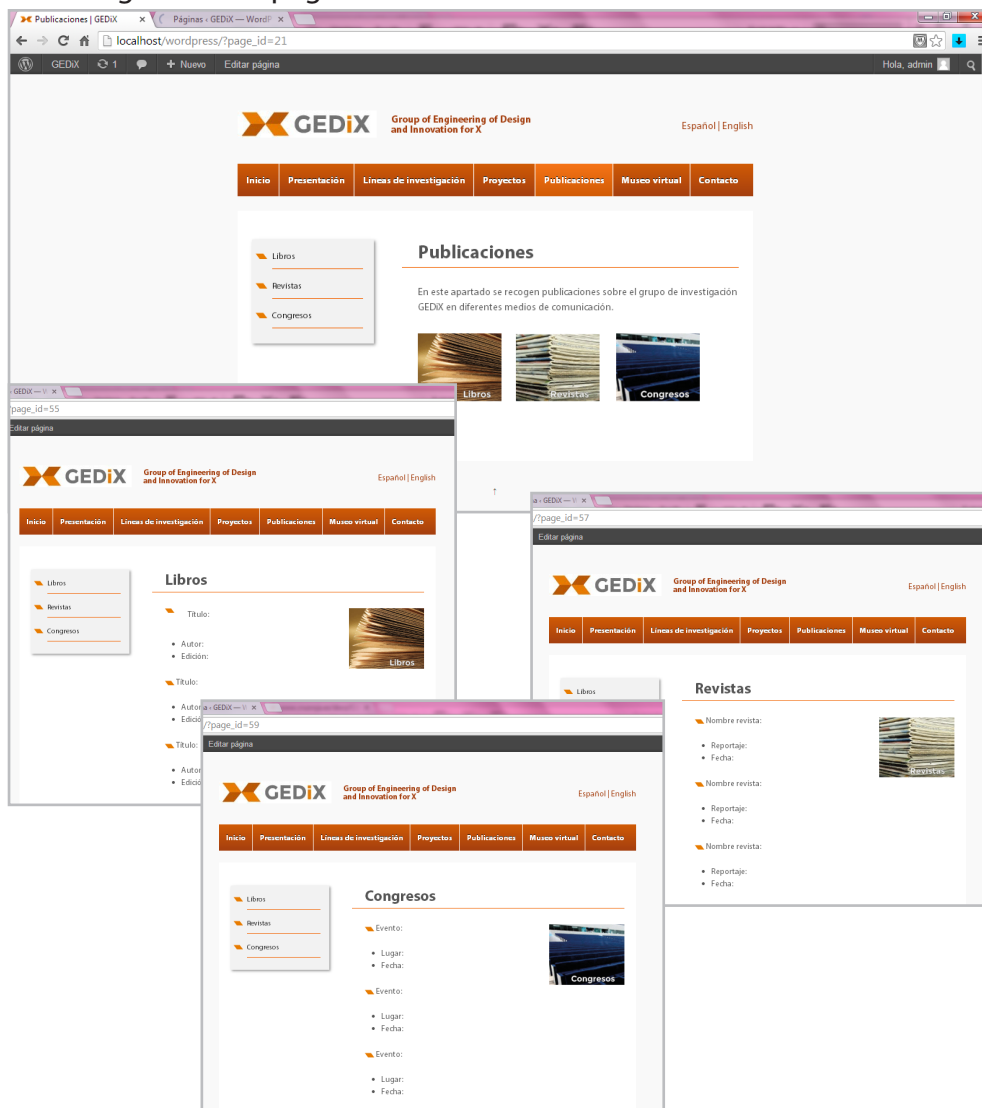 Publicaciones | GEDiX
Páginas ‹ GEDiX — WordP
localhost/wordpress/?page_id=21
GEDiX 1 + Nuevo Editar página
Hola, admin
GEDiX
Group of Engineering of Design
and Innovation for X
Español | English
Inicio Presentación Líneas de investigación Proyectos Publicaciones Museo virtual Contacto
Libros
Revistas
Congresos
Publicaciones
En este apartado se recogen publicaciones sobre el grupo de investigación
GEDiX en diferentes medios de comunicación.
Libros
Revistas
Congresos
↑
‹ GEDiX — W
?page_id=55
Editar página
GEDiX
Group of Engineering of Design
and Innovation for X
Español | English
Inicio Presentación Líneas de investigación Proyectos Publicaciones Museo virtual Contacto
Libros
Revistas
Congresos
Libros
Título:
• Autor:
• Edición:
Libros
Título:
• Autor
• Edició
Título:
• Autor
• Edició
a ‹ GEDiX — W
/?page_id=57
Editar página
GEDiX
Group of Engineering of Design
and Innovation for X
Español | English
Inicio Presentación Líneas de investigación Proyectos Publicaciones Museo virtual Contacto
Libros
Revistas
Nombre revista:
• Reportaje:
• Fecha:
Revistas
Nombre revista:
• Reportaje:
• Fecha:
Nombre revista:
• Reportaje:
• Fecha:
a ‹ GEDiX — W
/?page_id=59
Editar página
GEDiX
Group of Engineering of Design
and Innovation for X
Español | English
Inicio Presentación Líneas de investigación Proyectos Publicaciones Museo virtual Contacto
Libros
Revistas
Congresos
Congresos
Evento:
• Lugar:
• Fecha:
Congresos
Evento:
• Lugar:
• Fecha:
Evento:
• Lugar:
• Fecha: